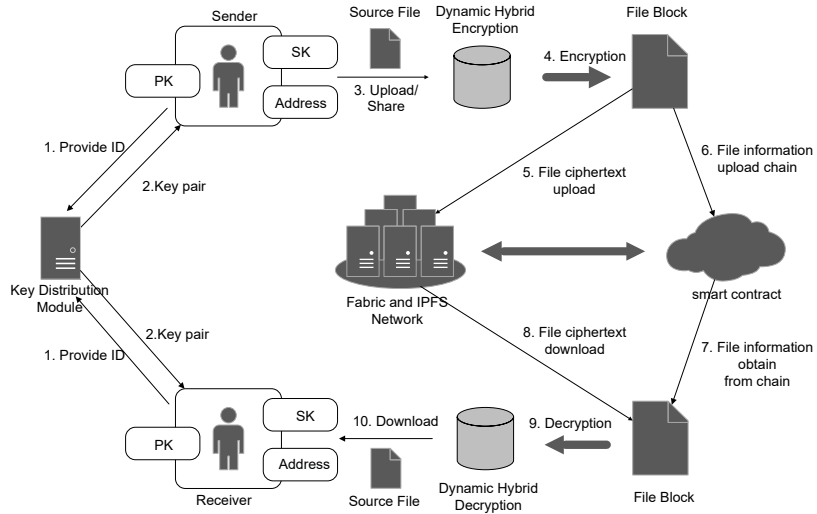 Sender
SK
PK
Address
Source File
3. Upload/
Share
Dynamic Hybrid
Encryption
4. Encryption
File Block
1. Provide ID
2.Key pair
5. File ciphertext
upload
6. File information
upload chain
Key Distribution
Module
Fabric and IPFS
Network
smart contract
2.Key pair
1. Provide ID
8. File ciphertext
download
7. File information
obtain
from chain
SK
PK
Address
Receiver
10. Download
Source File
Dynamic Hybrid
Decryption
9. Decryption
File Block